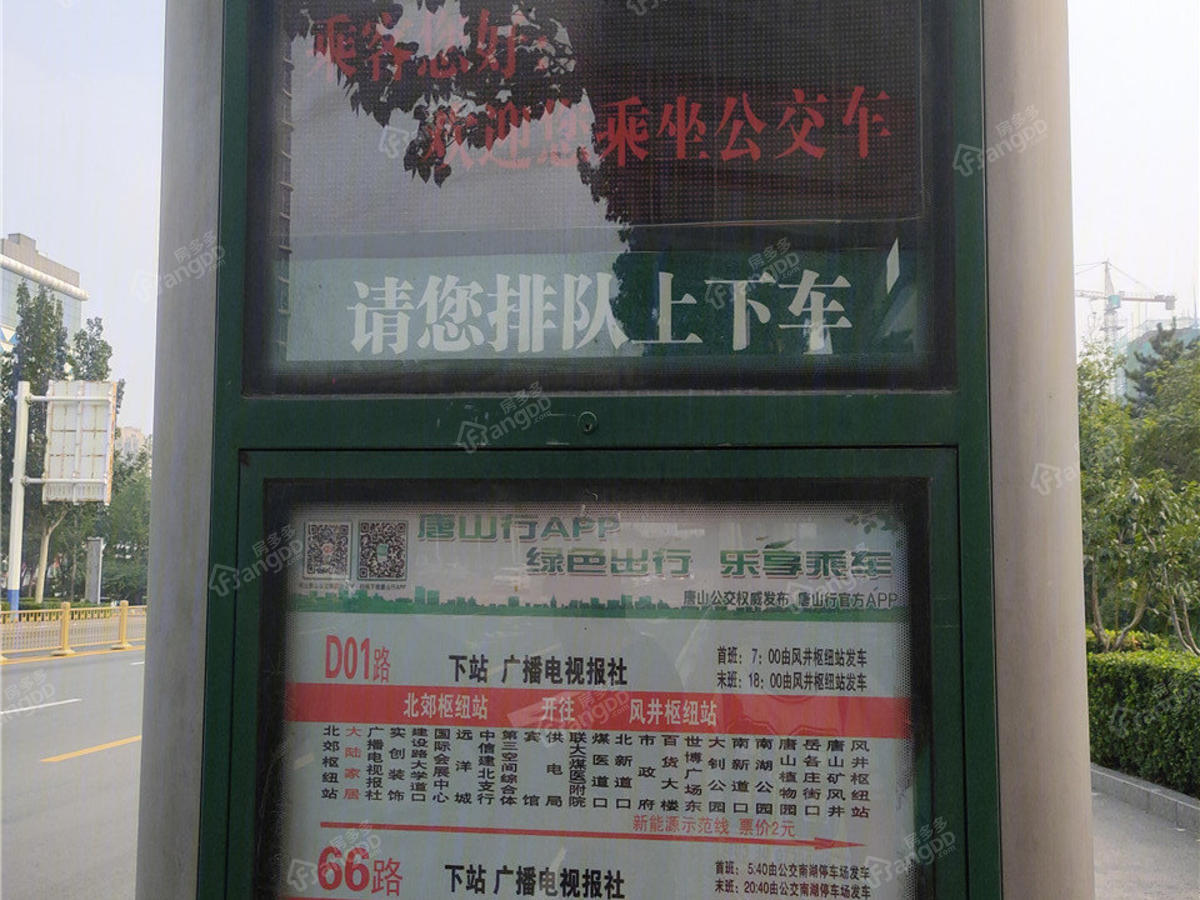 乘客您好：
欢迎您乘坐公交车
请您排队上下车
唐山行APP
绿色出行 乐享乘车
唐山公交权威发布 唐山行官方APP
D01路
下站 广播电视报社
首班：7：00由风井枢纽站发车
末班：18：00由风井枢纽站发车
北郊枢纽站 开往 风井枢纽站
北郊枢纽站
大陆家居
广播电视报社
实创装饰
建设路大学道口
国际会展中心
远洋城
中信建北支行
第三空间综合体
宾馆
供电局
联大煤医附院
煤医道口
北新道口
市政府
百货大楼
世博广场东
大钊公园
南新道口
南湖公园
唐山植物园
岳各庄街口
唐山矿风井
风井枢纽站
新能源示范线 票价2元
66路
下站 广播电视报社
首班：5:40由公交南湖停车场发车
末班：20:40由公交南湖停车场发车
房多多
FangDD.com